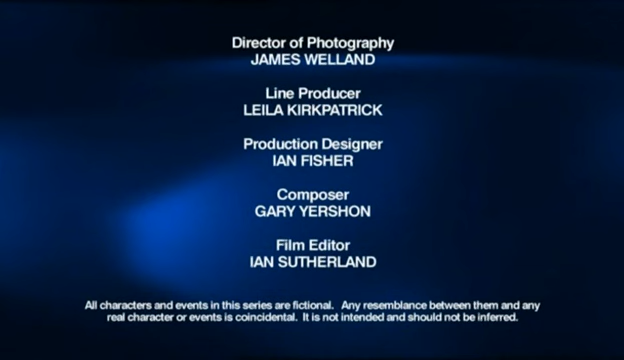 Director of Photography
JAMES WELLAND
Line Producer
LEILA KIRKPATRICK
Production Designer
IAN FISHER
Composer
GARY YERSHON
Film Editor
IAN SUTHERLAND
All characters and events in this series are fictional. Any resemblance between them and any
real character or events is coincidental. It is not intended and should not be inferred.